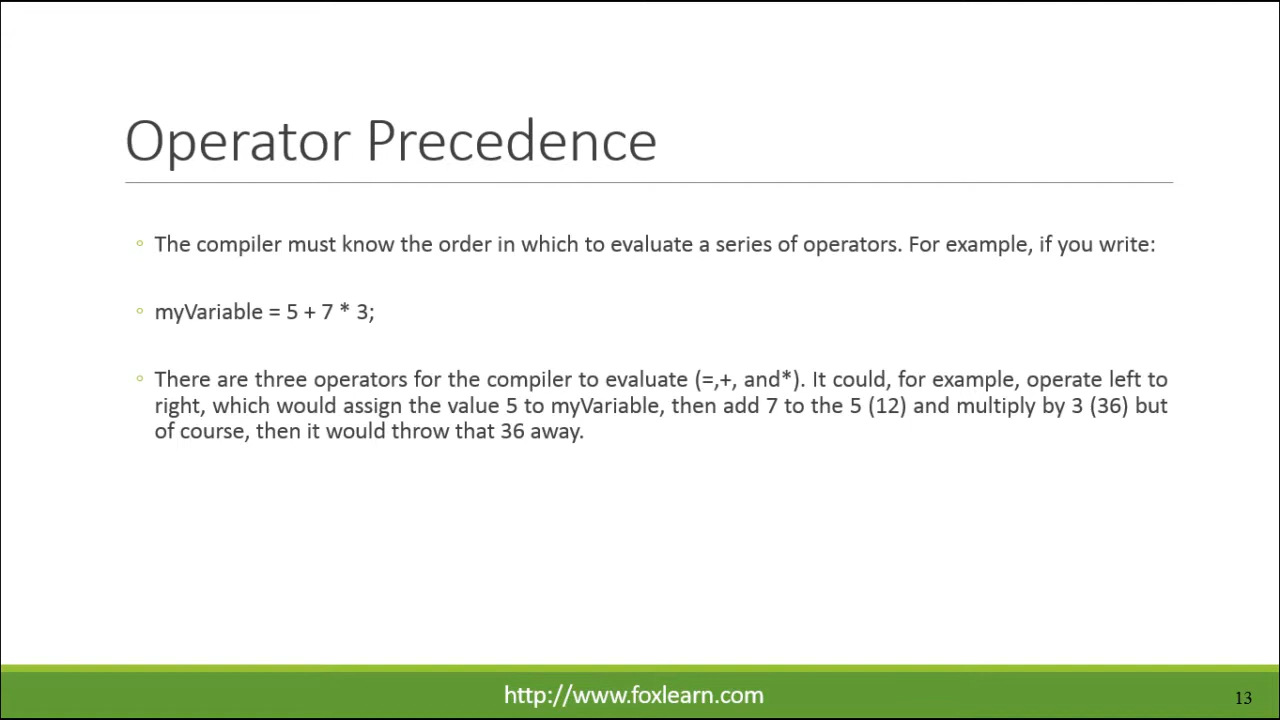 Operator Precedence
◦ The compiler must know the order in which to evaluate a series of operators. For example, if you write:
◦ myVariable = 5 + 7 * 3;
◦ There are three operators for the compiler to evaluate (=,+, and*). It could, for example, operate left to
right, which would assign the value 5 to myVariable, then add 7 to the 5 (12) and multiply by 3 (36) but
of course, then it would throw that 36 away.
http://www.foxlearn.com
13